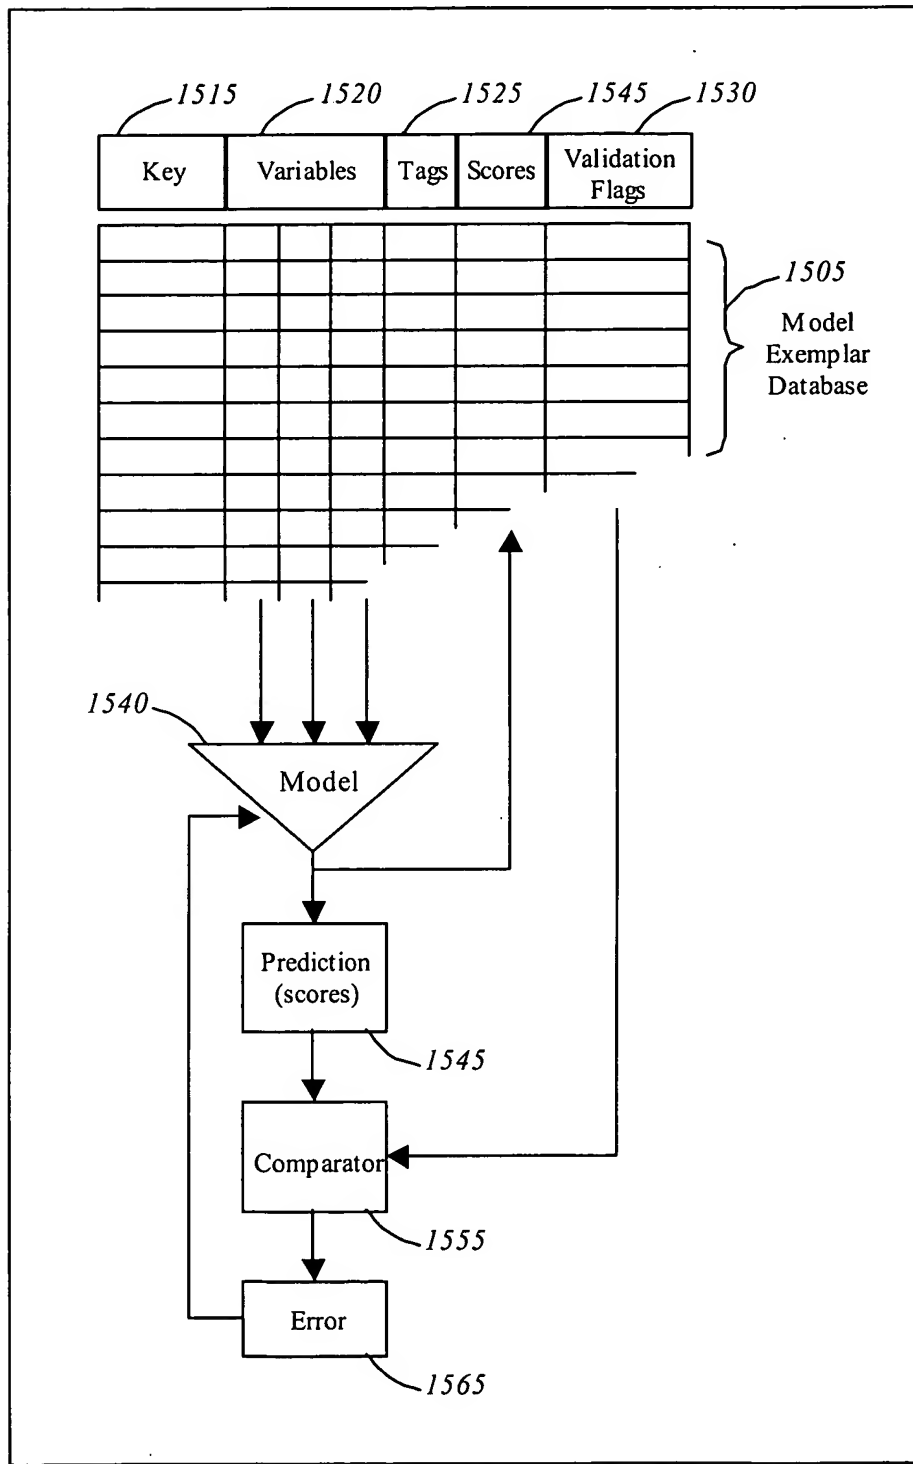 1515
1520
1525
1545
1530
Key
Variables
Tags
Scores
Validation
Flags
1505
Model
Exemplar
Database
1540
Model
Prediction
(scores)
1545
Comparator
1555
Error
1565